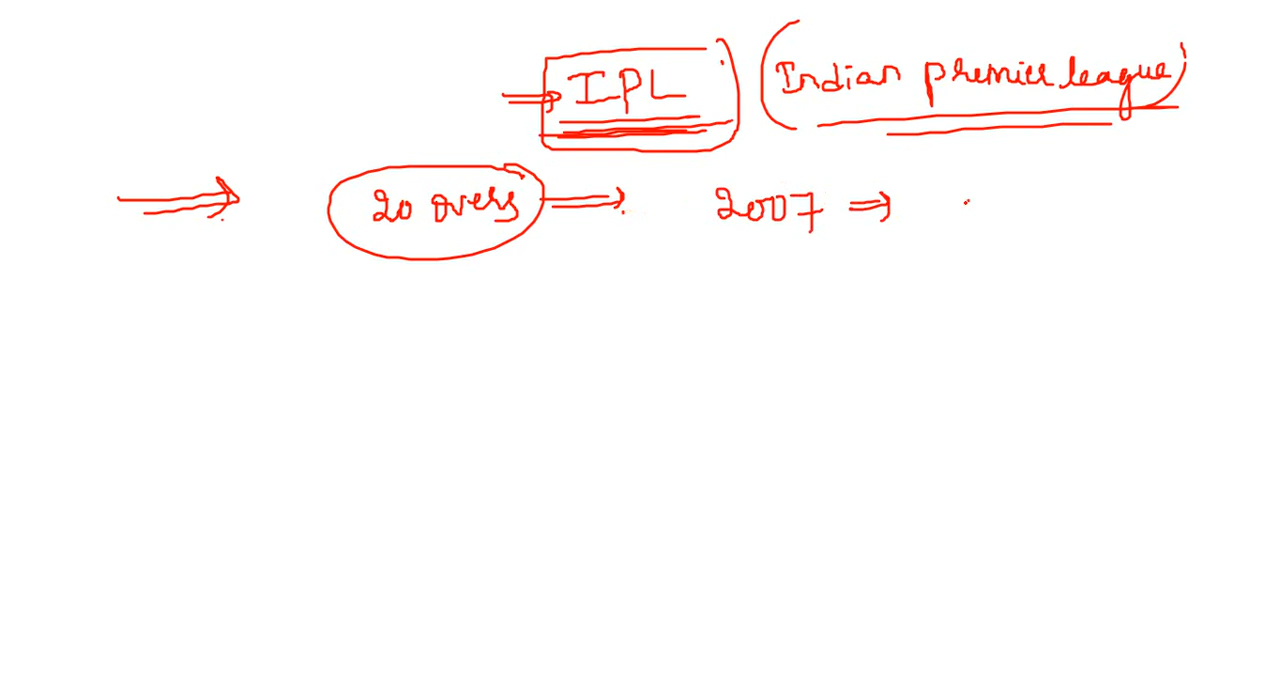 ⇒ IPL (Indian premier league)
⇒ 20 overs ⇒ 2007 ⇒